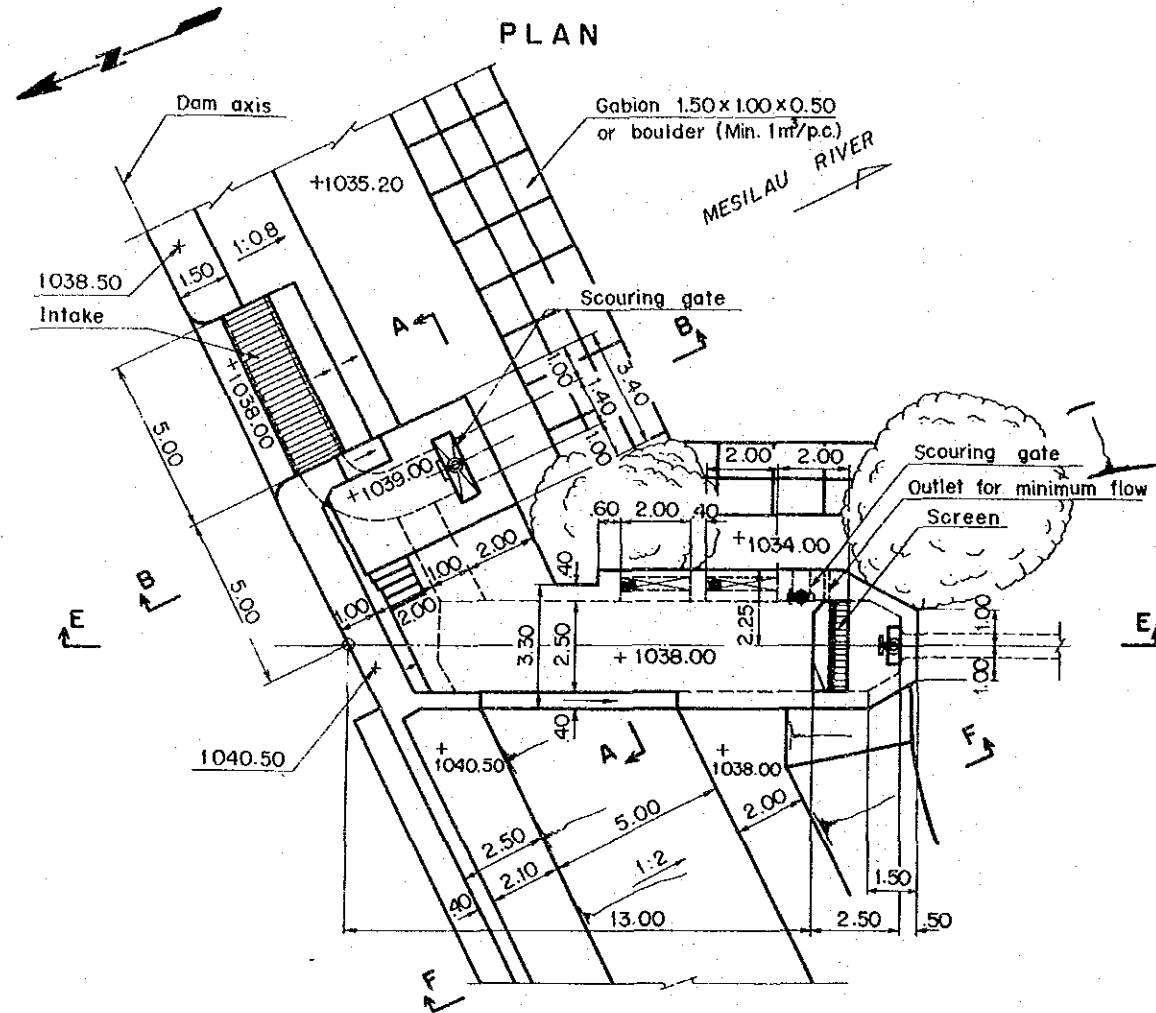 PLAN
N
Dam axis
Gabion 1.50 x 1.00 x 0.50
or boulder (Min. 1m³/p.c.)
MESILAU RIVER
+1035.20
1:0.8
1038.50
1.50
Intake
Scouring gate
A
B
+1038.00
1.00
1.40
3.40
1.00
5.00
+1039.00
2.00
2.00
Scouring gate
Outlet for minimum flow
Screen
60
2.00
.40
+1034.00
.40
1.00
2.00
B
5.00
1.00
2.00
E
3.30
2.50
+1038.00
2.25
1.00
1.00
E
.40
A
F
1040.50
+1040.50
+1038.00
2.00
5.00
2.50
2.10
1:2
.40
1.50
13.00
2.50
.50
F